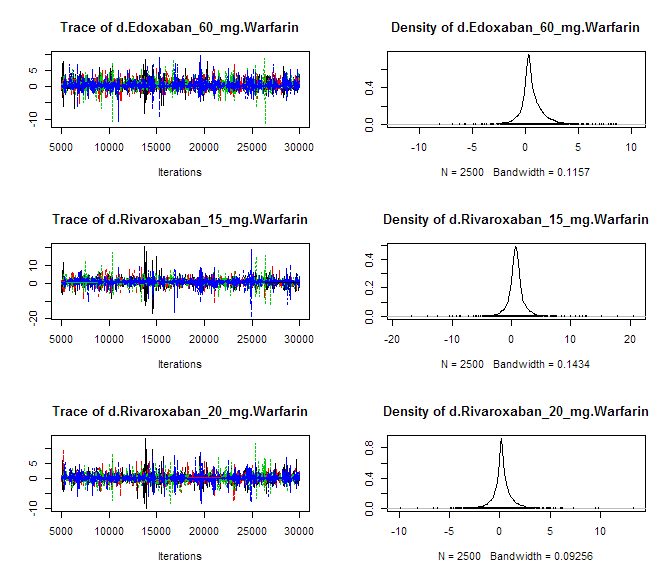 Trace of d.Edoxaban_60_mg.Warfarin
Density of d.Edoxaban_60_mg.Warfarin
5
-10
5000 10000 15000 20000 25000 30000
Iterations
0.4
0.0
-10 -5 0 5 10
N = 2500 Bandwidth = 0.1157
Trace of d.Rivaroxaban_15_mg.Warfarin
Density of d.Rivaroxaban_15_mg.Warfarin
10
0
-20
5000 10000 15000 20000 25000 30000
Iterations
0.4
0.2
0.0
-20 -10 0 10 20
N = 2500 Bandwidth = 0.1434
Trace of d.Rivaroxaban_20_mg.Warfarin
Density of d.Rivaroxaban_20_mg.Warfarin
5
0
-10
5000 10000 15000 20000 25000 30000
Iterations
0.8
0.4
0.0
-10 -5 0 5 10
N = 2500 Bandwidth = 0.09256